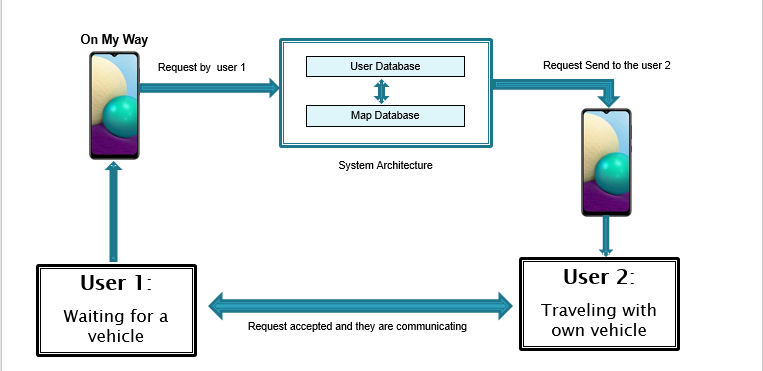 On My Way
Request by user 1
User Database
Map Database
System Architecture
Request Send to the user 2
User 1:
Waiting for a
vehicle
Request accepted and they are communicating
User 2:
Traveling with
own vehicle